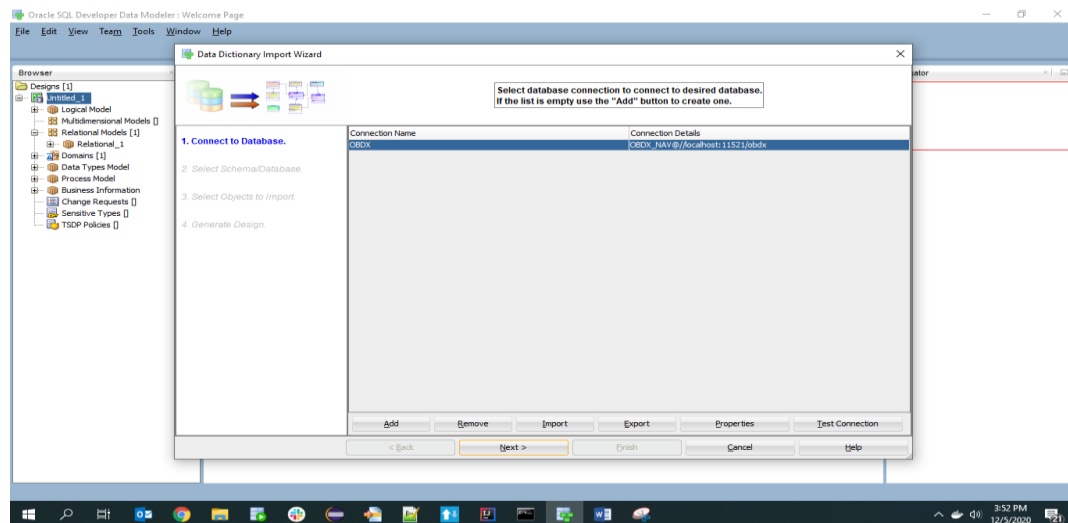 Oracle SQL Developer Data Modeler : Welcome Page
File Edit View Team Tools Window Help
Data Dictionary Import Wizard
Browser
Designs [1]
Untitled_1
Logical Model
Multidimensional Models []
Relational Models [1]
Relational_1
Domains [1]
Data Types Model
Process Model
Business Information
Change Requests []
Sensitive Types []
TSDP Policies []
Select database connection to connect to desired database.
If the list is empty use the "Add" button to create one.
1. Connect to Database.
2. Select Schema/Database.
3. Select Objects to Import.
4. Generate Design.
Connection Name Connection Details
OBDX OBDX_NAV@//localhost:11521/obdx
Add Remove Import Export Properties Test Connection
< Back Next > Finish Cancel Help
3:52 PM
12/5/2020
21